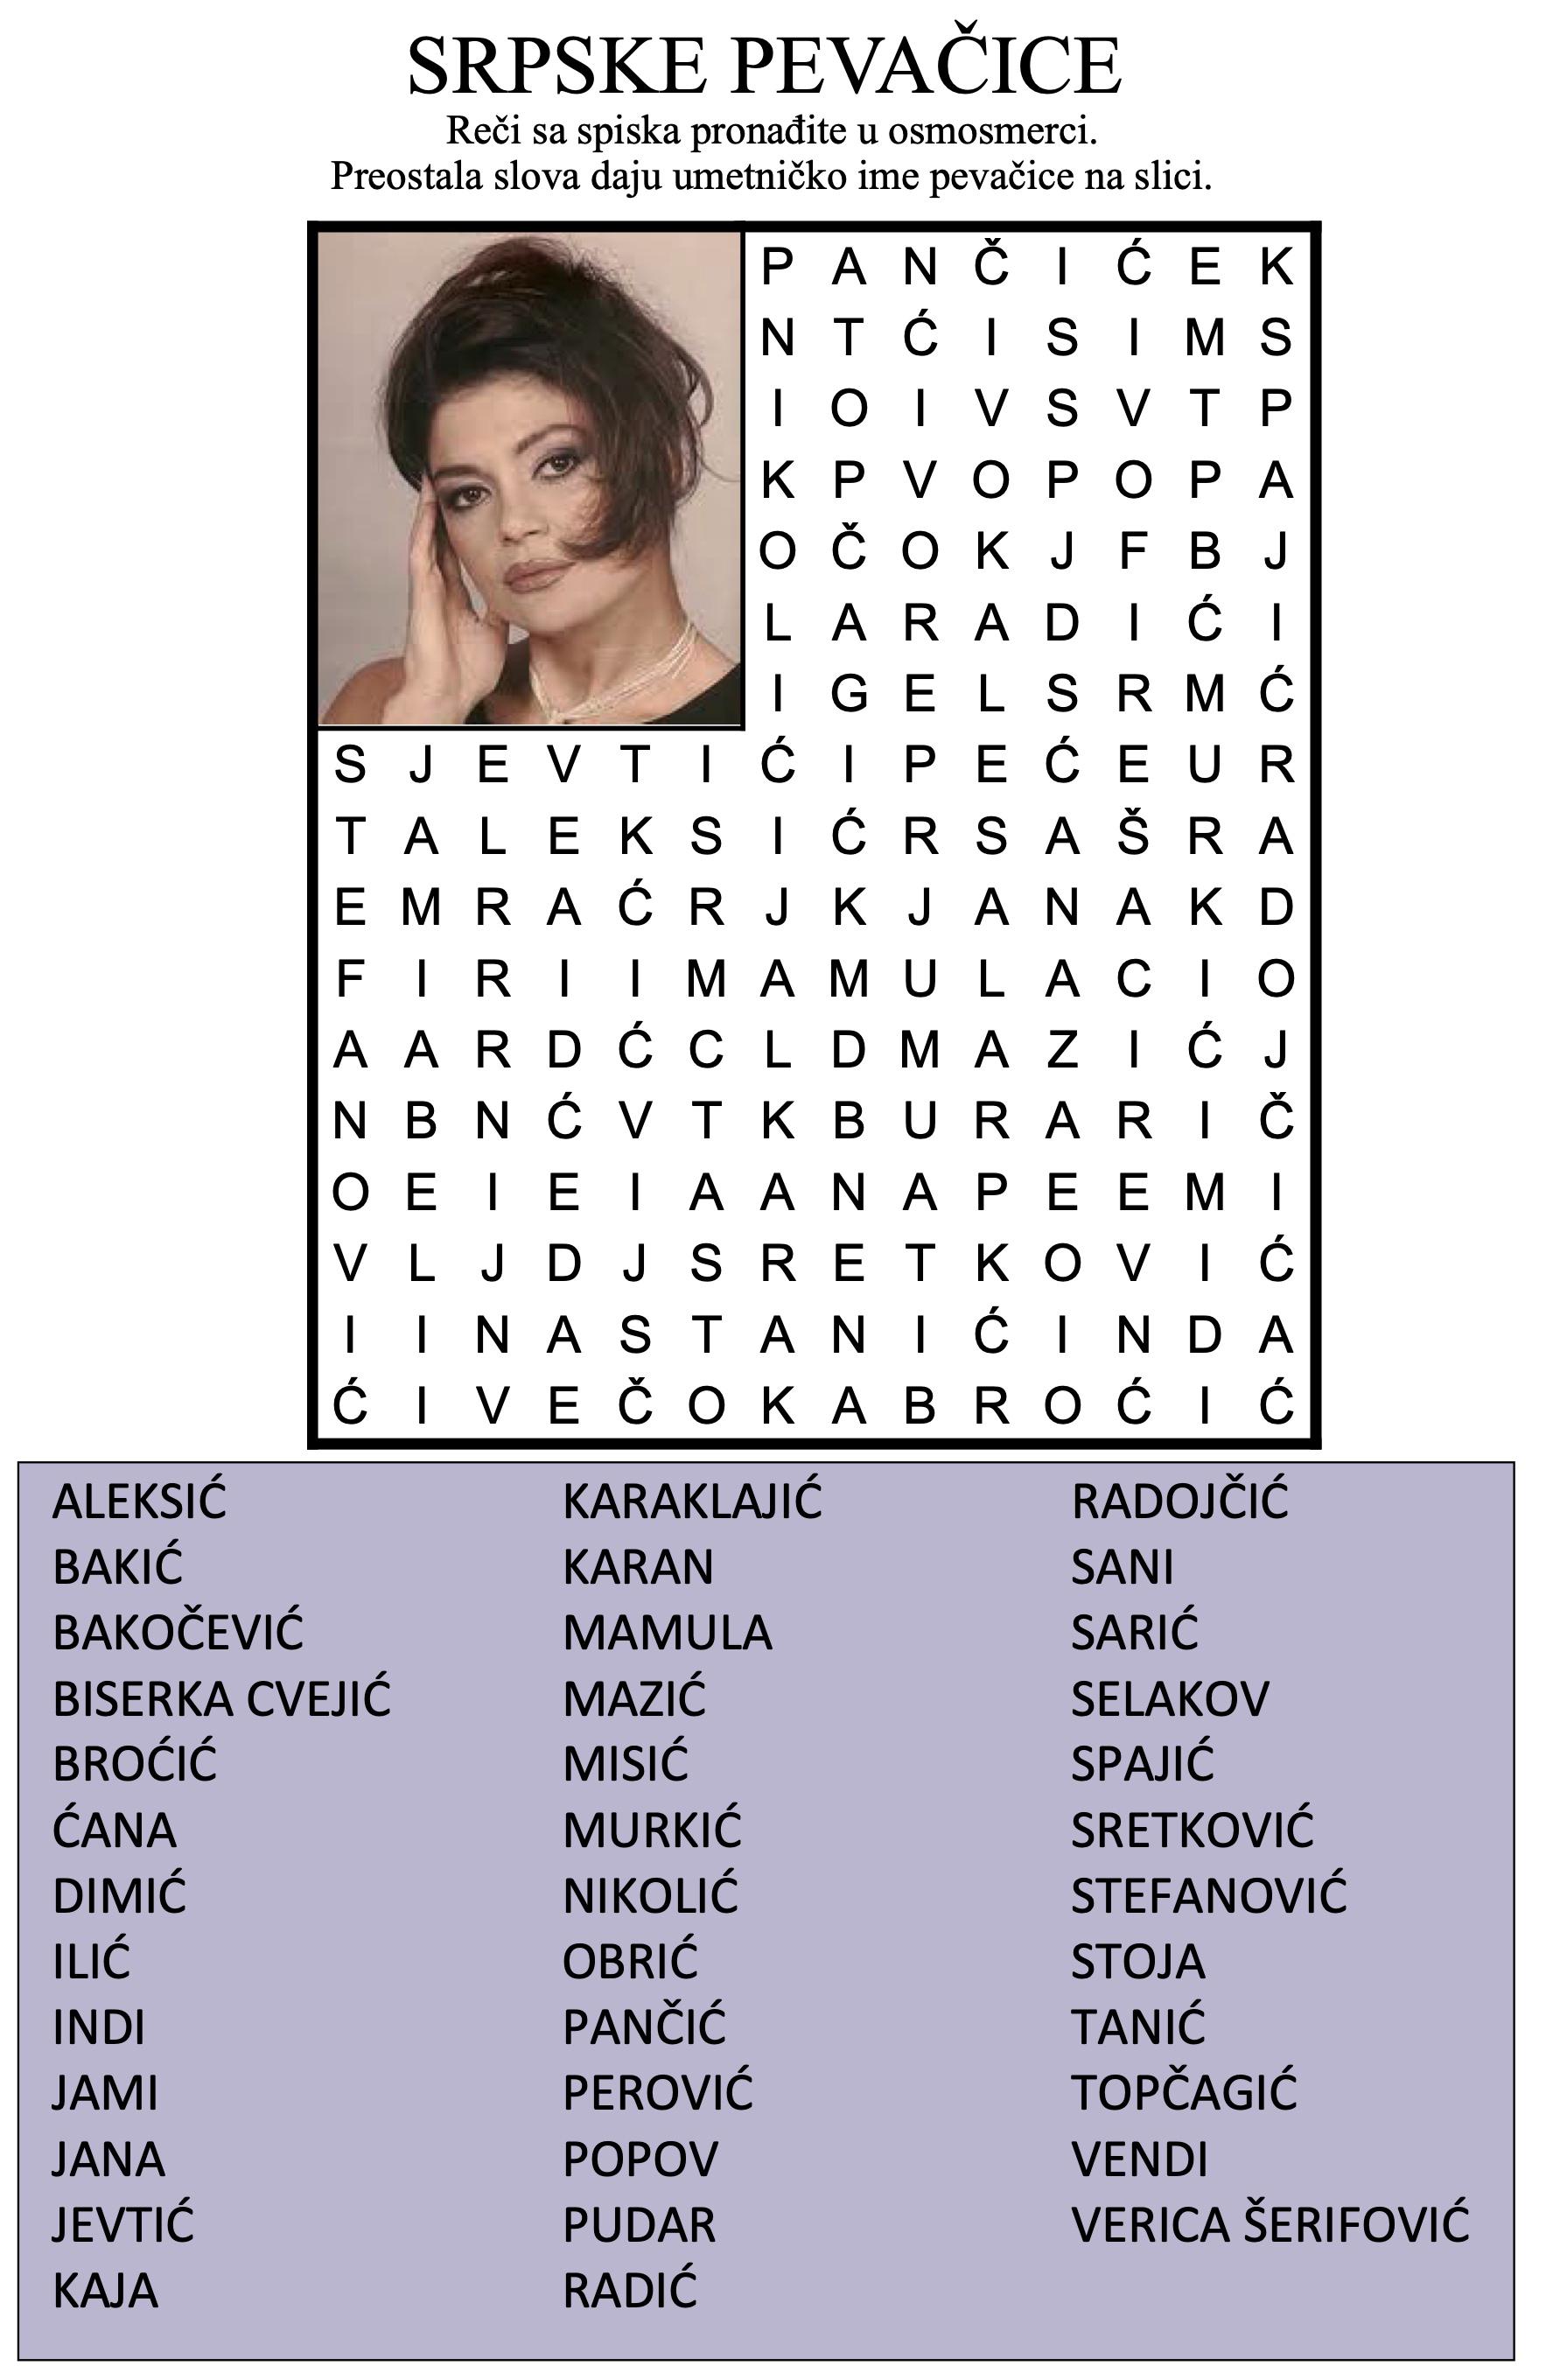 SRPSKE PEVAČICE
Reči sa spiska pronađite u osmosmerci.
Preostala slova daju umetničko ime pevačice na slici.
P A N Č I Ć E K
N T Ć I S I M S
I O I V S V T P
K P V O P O P A
O Č O K J F B J
L A R A D I Ć I
I G E L S R M Ć
S J E V T I Ć I P E Ć E U R
T A L E K S I Ć R S A Š R A
E M R A Ć R J K J A N A K D
F I R I I M A M U L A C I O
A A R D Ć C L D M A Z I Ć J
N B N Ć V T K B U R A R I Č
O E I E I A A N A P E E M I
V L J D J S R E T K O V I Ć
I I N A S T A N I Ć I N D A
Ć I V E Č O K A B R O Ć I Ć
ALEKSIĆ KARAKLAJIĆ RADOJČIĆ
BAKIĆ KARAN SANI
BAKOČEVIĆ MAMULA SARIĆ
BISERKA CVEJIĆ MAZIĆ SELAKOV
BROĆIĆ MISIĆ SPAJIĆ
ĆANA MURKIĆ SRETKOVIĆ
DIMIĆ NIKOLIĆ STEFANOVIĆ
ILIĆ OBRIĆ STOJA
INDI PANČIĆ TANIĆ
JAMI PEROVIĆ TOPČAGIĆ
JANA POPOV VENDI
JEVTIĆ PUDAR VERICA ŠERIFOVIĆ
KAJA RADIĆ